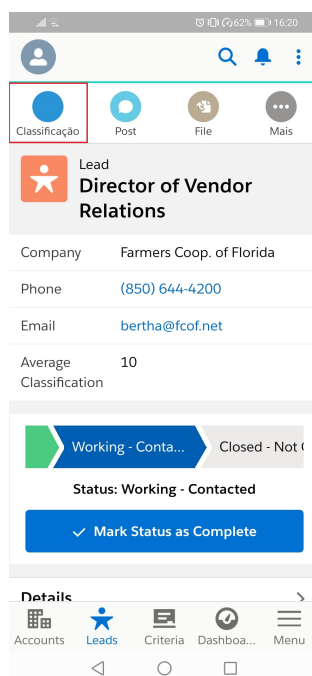 62% 16:20
Classificação Post File Mais
Lead
Director of Vendor
Relations
Company Farmers Coop. of Florida
Phone (850) 644-4200
Email bertha@fcof.net
Average 10
Classification
Working - Conta... Closed - Not
Status: Working - Contacted
Mark Status as Complete
Details
Accounts Leads Criteria Dashboa... Menu